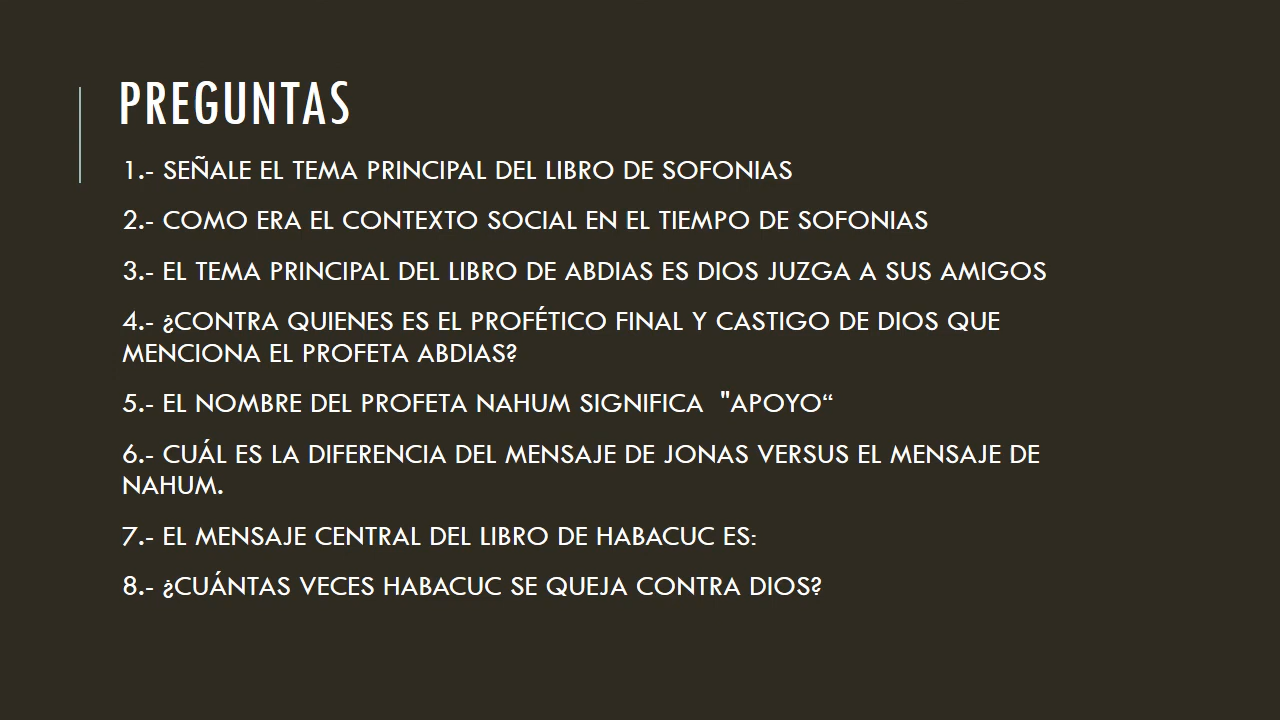 PREGUNTAS
1.- SEÑALE EL TEMA PRINCIPAL DEL LIBRO DE SOFONIAS
2.- COMO ERA EL CONTEXTO SOCIAL EN EL TIEMPO DE SOFONIAS
3.- EL TEMA PRINCIPAL DEL LIBRO DE ABDIAS ES DIOS JUZGA A SUS AMIGOS
4.- ¿CONTRA QUIENES ES EL PROFÉTICO FINAL Y CASTIGO DE DIOS QUE
MENCIONA EL PROFETA ABDIAS?
5.- EL NOMBRE DEL PROFETA NAHUM SIGNIFICA  "APOYO“
6.- CUÁL ES LA DIFERENCIA DEL MENSAJE DE JONAS VERSUS EL MENSAJE DE
NAHUM.
7.- EL MENSAJE CENTRAL DEL LIBRO DE HABACUC ES:
8.- ¿CUÁNTAS VECES HABACUC SE QUEJA CONTRA DIOS?